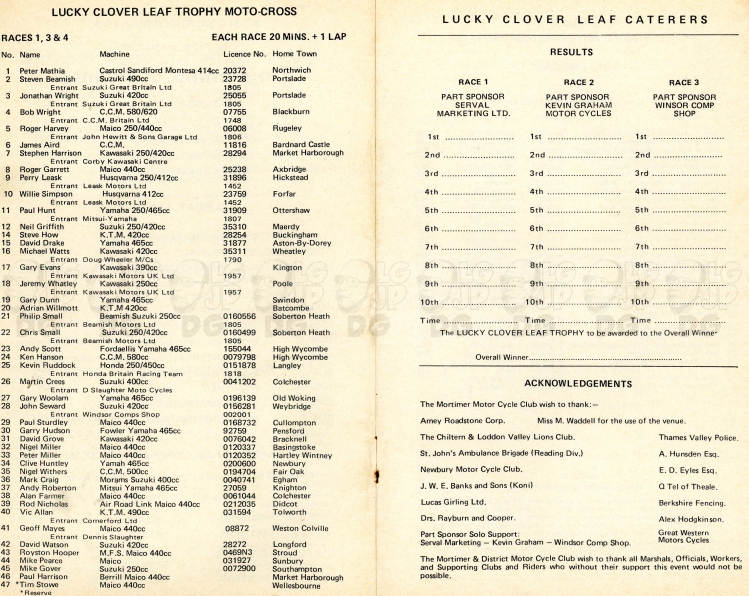 LUCKY CLOVER LEAF TROPHY MOTO-CROSS
RACES 1, 3 & 4 EACH RACE 20 MINS. + 1 LAP
No. Name Machine Licence No. Home Town
1 Peter Mathia Castrol Sandiford Montesa 414cc 20372 Northwich
2 Steven Beamish Suzuki 490cc 23728 Portslade
Entrant Suzuki Great Britain Ltd 1805
3 Jonathan Wright Suzuki 420cc 25055 Portslade
Entrant Suzuki Great Britain Ltd 1805
4 Bob Wright C.C.M. 580/620 07755 Blackburn
Entrant C.C.M. Britain Ltd 1748
5 Roger Harvey Maico 250/440cc 06008 Rugeley
Entrant John Hewitt & Sons Garage Ltd 1806
6 James Aird C.C.M. 11816 Bardnard Castle
7 Stephen Harrison Kawasaki 250/420cc 28294 Market Harborough
Entrant Corby Kawasaki Centre
8 Roger Garrett Maico 440cc 25238 Axbridge
9 Perry Leask Husqvarna 250/412cc 31896 Hickstead
Entrant Leask Motors Ltd 1452
10 Willie Simpson Husqvarna 412cc 23759 Forfar
Entrant Leask Motors Ltd 1452
11 Paul Hunt Yamaha 250/465cc 31909 Ottershaw
Entrant Mitsui-Yamaha 1807
12 Neil Griffith Suzuki 250/420cc 35310 Maerdy
14 Steve How K.T.M. 420cc 28254 Buckingham
15 David Drake Yamaha 465cc 31877 Aston-By-Dorey
16 Michael Watts Kawasaki 420cc 35311 Wheatley
Entrant Doug Wheeler M/Cs 1790
17 Gary Evans Kawasaki 390cc Kington
Entrant Kawasaki Motors UK Ltd 1957
18 Jeremy Whatley Kawasaki 250cc Poole
Entrant Kawasaki Motors UK Ltd 1957
19 Gary Dunn Yamaha 465cc Swindon
20 Adrian Willmott K.T.M 420cc Batcombe
21 Philip Small Beamish Suzuki 250cc 0160556 Soberton Heath
Entrant Beamish Motors Ltd 1805
22 Chris Small Suzuki 250/420cc 0160499 Soberton Heath
Entrant Beamish Motors Ltd 1805
23 Andy Scott Fordaellis Yamaha 465cc 155044 High Wycombe
24 Ken Hanson C.C.M. 580cc 0079798 High Wycombe
25 Kevin Ruddock Honda 250/450cc 0151878 Langley
Entrant Honda Britain Racing Team 1818
26 Martin Crees Suzuki 400cc 0041202 Colchester
Entrant D Slaughter Moto Cycles
27 Gary Woolam Yamaha 465cc 0196139 Old Woking
28 John Seward Suzuki 420cc 0156281 Weybridge
Entrant Windsor Comps Shop 002001
29 Paul Sturdley Maico 440cc 0168732 Cullompton
30 Garry Hudson Fowler Yamaha 465cc 92759 Pensford
31 David Grove Kawasaki 420cc 0076042 Bracknell
32 Nigel Miller Maico 440cc 0120337 Basingstoke
33 Peter Miller Maico 440cc 0120352 Hartley Wintney
34 Clive Huntley Yamah 465cc 0200600 Newbury
35 Nigel Withers C.C.M. 500cc 0194704 Fair Oak
36 Mark Craig Morams Suzuki 400cc 0040741 Egham
37 Andy Roberton Mitsui Yamaha 465cc 27059 Knighton
38 Alan Farmer Maico 440cc 0061044 Colchester
39 Rod Nicholas Air Road Link Maico 440cc 0212035 Didcot
40 Vic Allan K.T.M. 490cc 031594 Tolworth
Entrant Comerford Ltd
41 Geoff Mayes Maico 440cc 08872 Weston Colville
Entrant Dennis Slaughter
42 David Watson Suzuki 420cc 28272 Longford
43 Royston Hooper M.F.S. Maico 440cc 0469N3 Stroud
44 Mike Pearce Maico 031927 Sunbury
45 Mike Gover Suzuki 250cc 0072900 Southampton
46 Paul Harrison Berrill Maico 440cc Market Harborough
47 *Tim Stowe Maico 440cc Wellesbourne
*Reserve
LUCKY CLOVER LEAF CATERERS
RESULTS
RACE 1 RACE 2 RACE 3
PART SPONSOR PART SPONSOR PART SPONSOR
SERVAL KEVIN GRAHAM WINSOR COMP
MARKETING LTD. MOTOR CYCLES SHOP
1st 1st 1st
2nd 2nd 2nd
3rd 3rd 3rd
4th 4th 4th
5th 5th 5th
6th 6th 6th
7th 7th 7th
8th 8th 8th
9th 9th 9th
10th 10th 10th
Time Time Time
The LUCKY CLOVER LEAF TROPHY to be awarded to the Overall Winner
Overall Winner
ACKNOWLEDGEMENTS
The Mortimer Motor Cycle Club wish to thank:—
Amey Roadstone Corp. Miss M. Waddell for the use of the venue.
The Chiltern & Loddon Valley Lions Club. Thames Valley Police.
St. John's Ambulance Brigade (Reading Div.) A. Hunsden Esq.
Newbury Motor Cycle Club. E. D. Eyles Esq.
J. W. E. Banks and Sons (Koni) Q Tel of Theale.
Lucas Girling Ltd. Berkshire Fencing.
Drs. Rayburn and Cooper. Alex Hodgkinson.
Part Sponsor Solo Support: Great Western
Serval Marketing — Kevin Graham — Windsor Comp Shop. Motors Cycles
The Mortimer & District Motor Cycle Club wish to thank all Marshals, Officials, Workers,
and Supporting Clubs and Riders who without their support this event would not be
possible.